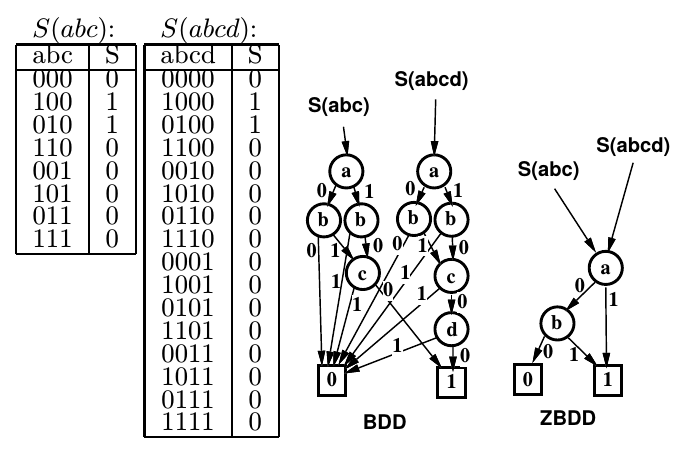 S(abc):
abc S
000 0
100 1
010 1
110 0
001 0
101 0
011 0
111 0
S(abcd):
abcd S
0000 0
1000 1
0100 1
1100 0
0010 0
1010 0
0110 0
1110 0
0001 0
1001 0
0101 0
1101 0
0011 0
1011 0
0111 0
1111 0
S(abc)
S(abcd)
a a
0 1 0 1
b b b b
0 1 0 0 1 0
c c
1 1 0 1 1 0
d
1 0
0 1
BDD
S(abc)
S(abcd)
a
0 1
b
0 1
0 1
ZBDD